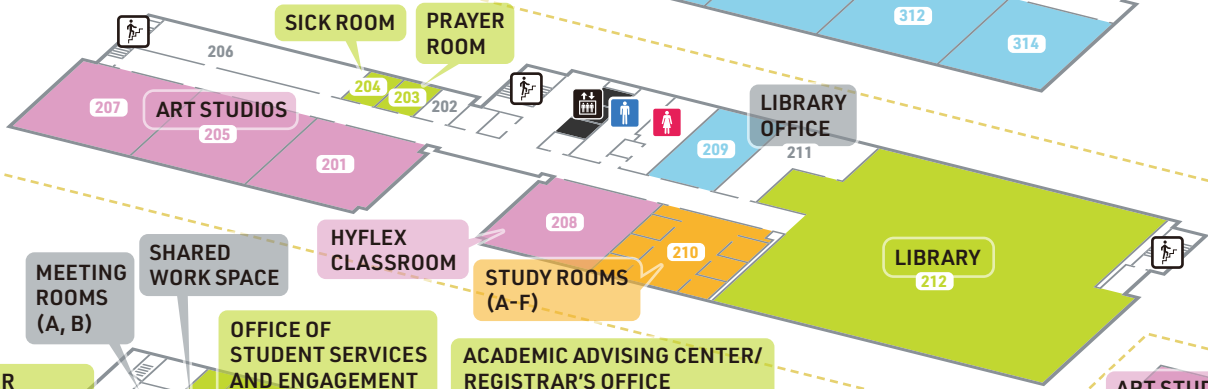 312
314
SICK ROOM
PRAYER
ROOM
206
204
203
202
207
ART STUDIOS
205
201
LIBRARY
OFFICE
209
211
208
HYFLEX
CLASSROOM
210
STUDY ROOMS
(A-F)
LIBRARY
212
MEETING
ROOMS
(A, B)
SHARED
WORK SPACE
OFFICE OF
STUDENT SERVICES
AND ENGAGEMENT
ACADEMIC ADVISING CENTER/
REGISTRAR'S OFFICE
R